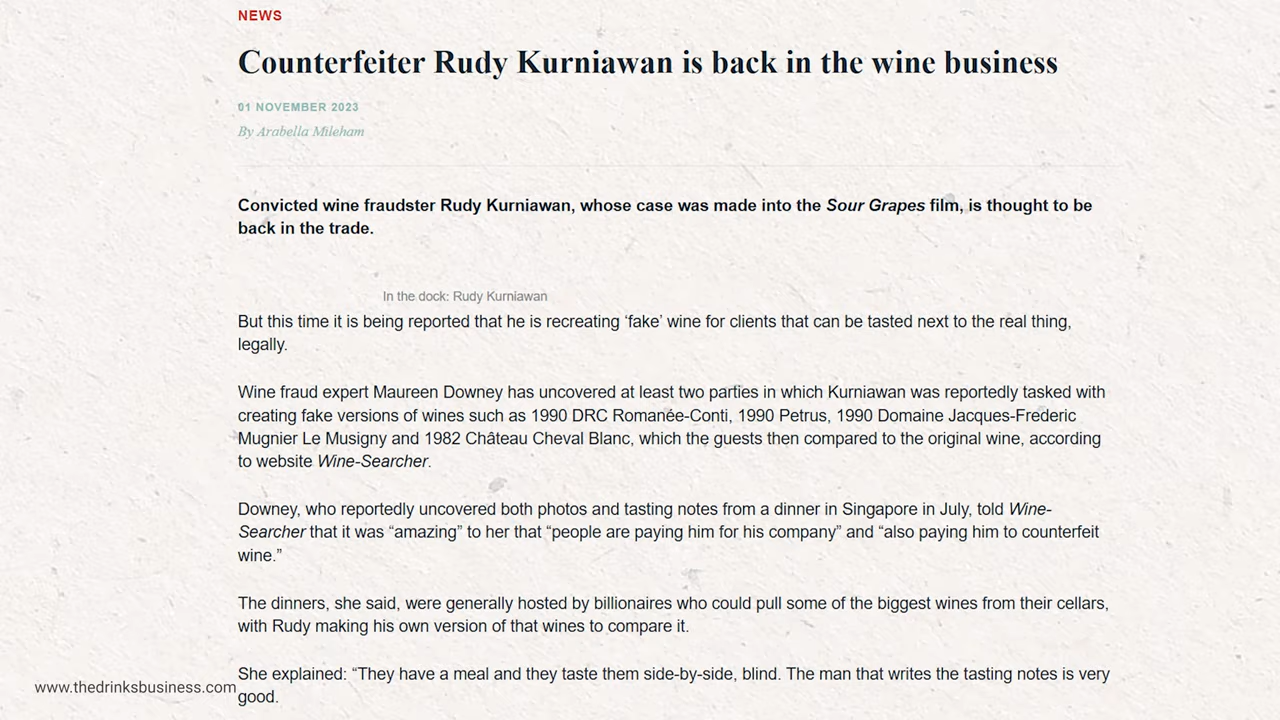 NEWS
Counterfeiter Rudy Kurniawan is back in the wine business
01 NOVEMBER 2023
By Arabella Mileham
Convicted wine fraudster Rudy Kurniawan, whose case was made into the Sour Grapes film, is thought to be
back in the trade.
In the dock: Rudy Kurniawan
But this time it is being reported that he is recreating ‘fake’ wine for clients that can be tasted next to the real thing,
legally.
Wine fraud expert Maureen Downey has uncovered at least two parties in which Kurniawan was reportedly tasked with
creating fake versions of wines such as 1990 DRC Romanée-Conti, 1990 Petrus, 1990 Domaine Jacques-Frederic
Mugnier Le Musigny and 1982 Château Cheval Blanc, which the guests then compared to the original wine, according
to website Wine-Searcher.
Downey, who reportedly uncovered both photos and tasting notes from a dinner in Singapore in July, told Wine-
Searcher that it was “amazing” to her that “people are paying him for his company” and “also paying him to counterfeit
wine.”
The dinners, she said, were generally hosted by billionaires who could pull some of the biggest wines from their cellars,
with Rudy making his own version of that wines to compare it.
She explained: “They have a meal and they taste them side-by-side, blind. The man that writes the tasting notes is very
good.
www.thedrinksbusiness.com